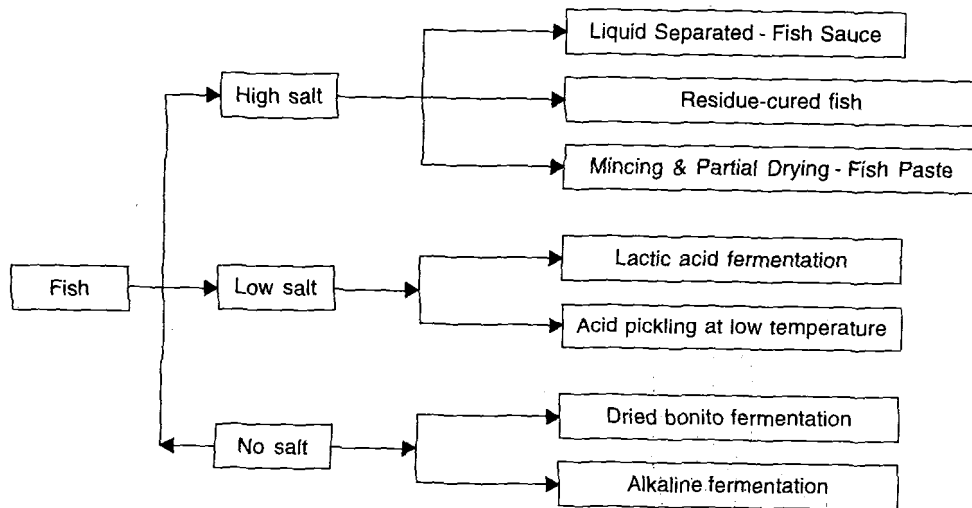 Liquid Separated - Fish Sauce
High salt
Residue-cured fish
Mincing & Partial Drying - Fish Paste
Lactic acid fermentation
Fish
Low salt
Acid pickling at low temperature
Dried bonito fermentation
No salt
Alkaline fermentation